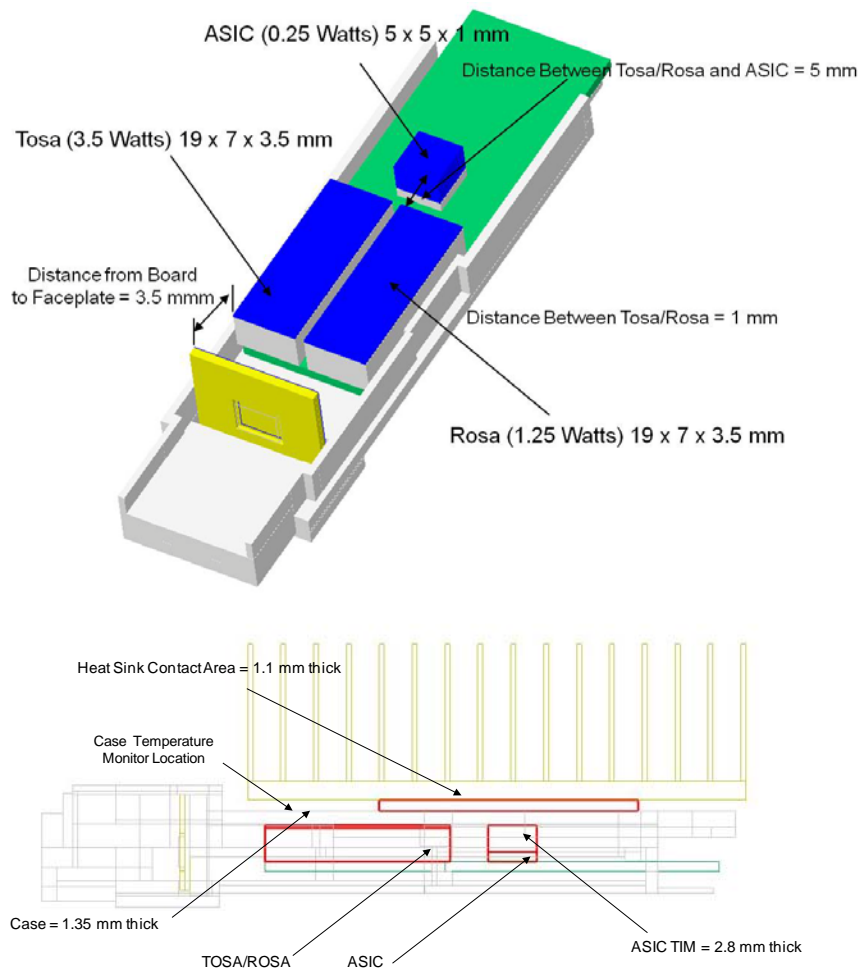 ASIC (0.25 Watts) 5 x 5 x 1 mm
Distance Between Tosa/Rosa and ASIC = 5 mm
Tosa (3.5 Watts) 19 x 7 x 3.5 mm
Distance from Board
to Faceplate = 3.5 mmm
Distance Between Tosa/Rosa = 1 mm
Rosa (1.25 Watts) 19 x 7 x 3.5 mm
Heat Sink Contact Area = 1.1 mm thick
Case Temperature
Monitor Location
Case = 1.35 mm thick
TOSA/ROSA
ASIC
ASIC TIM = 2.8 mm thick